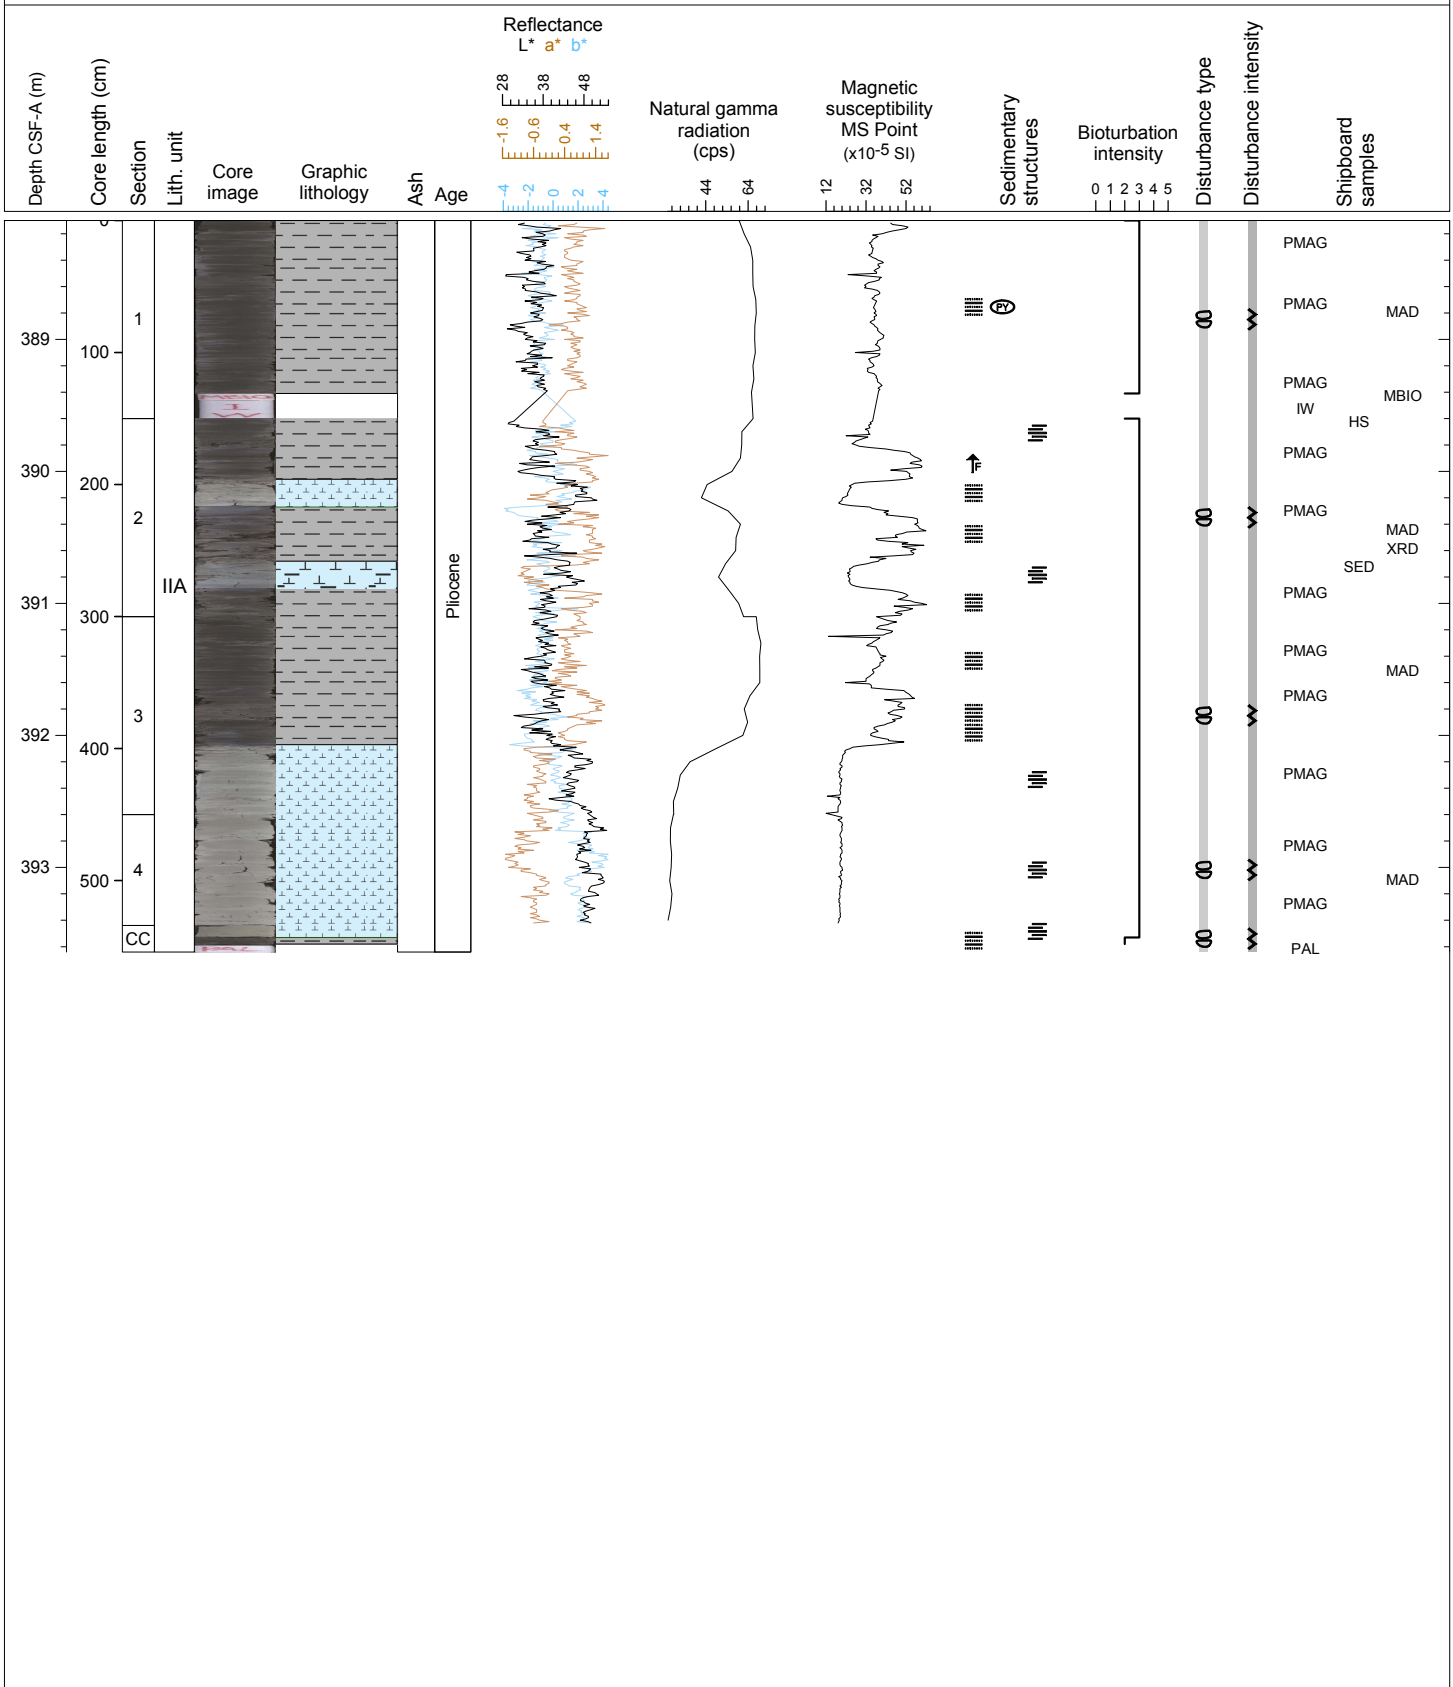 Reflectance
L* a* b*
28 38 48
-1.6 -0.6 0.4 1.4
-4 -2 0 2 4
Depth CSF-A (m)
Core length (cm)
Section
Lith. unit
Core image
Graphic lithology
Ash
Age
Natural gamma radiation (cps)
44 64
Magnetic susceptibility MS Point (x10-5 SI)
12 32 52
Sedimentary structures
Bioturbation intensity
0 1 2 3 4 5
Disturbance type
Disturbance intensity
Shipboard samples
0
PMAG
PY
PMAG
MAD
1
389
100
PMAG
MBIO
MBIO
IW
IW
HS
PMAG
F
390
200
PMAG
2
MAD
XRD
SED
IIA
Pliocene
PMAG
391
300
PMAG
MAD
PMAG
3
392
400
PMAG
PMAG
393
4
500
MAD
PMAG
CC
PAL
PAL